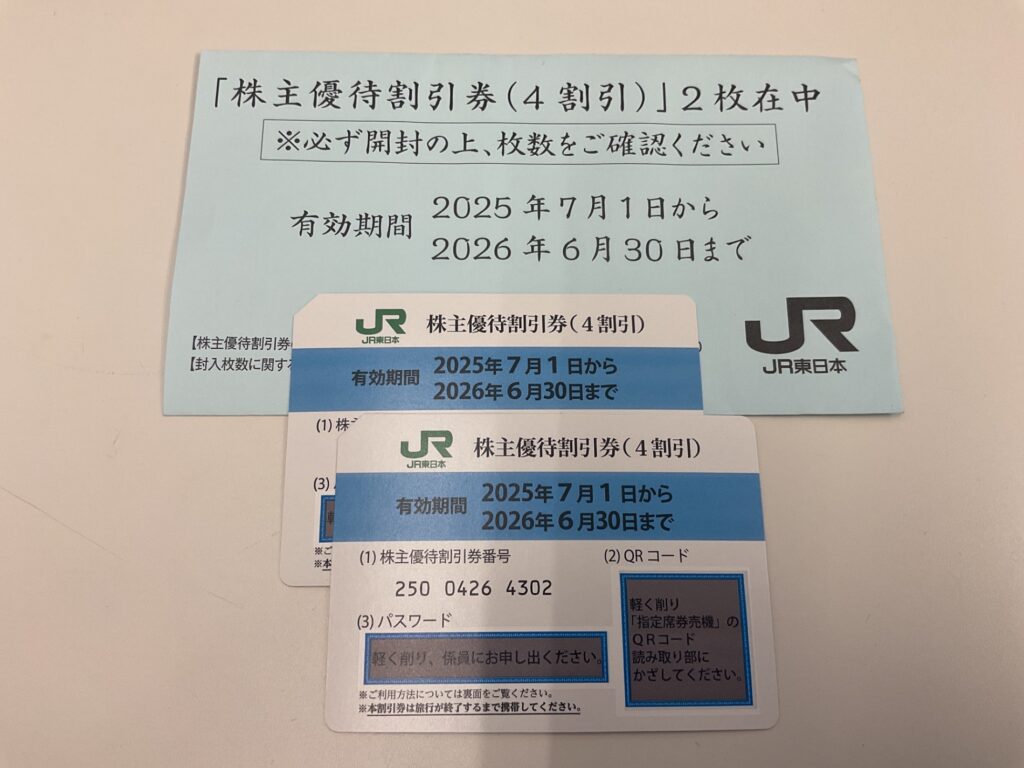 「株主優待割引券(4割引)」2枚在中
※必ず開封の上、枚数をご確認ください
有効期間
2025年7月1日から
2026年6月30日まで
【株主優待割引券
【封入枚数に関す
JR
JR東日本
JR
JR東日本
株主優待割引券(4割引)
有効期間
2025年7月1日から
2026年6月30日まで
(1)株
(3)
※ご
※本
JR
JR東日本
株主優待割引券(4割引)
有効期間
2025年7月1日から
2026年6月30日まで
(1)株主優待割引券番号
250 0426 4302
(2)QRコード
軽く削り
「指定席券売機」の
QRコード
読み取り部に
かざしてください。
(3)パスワード
軽く削り、係員にお申し出ください。
※ご利用方法については裏面をご覧ください。
※本割引券は旅行が終了するまで携帯してください。